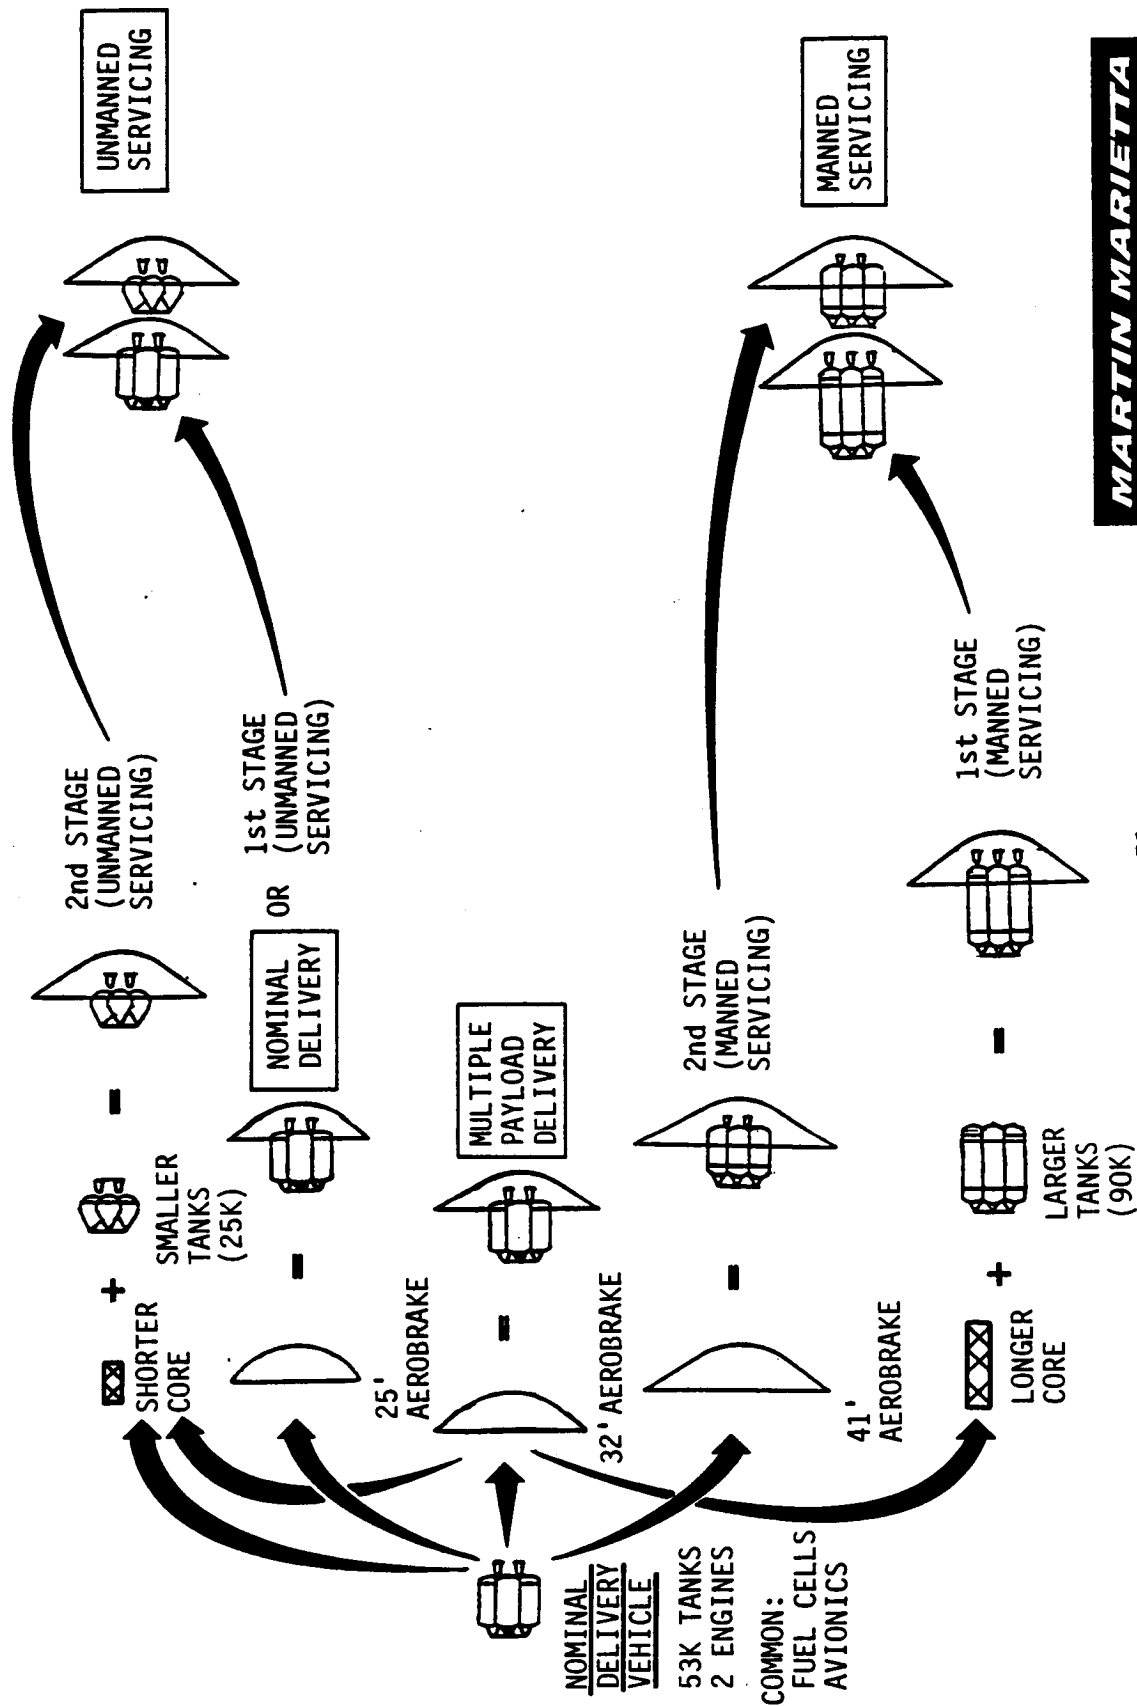 NOMINAL
DELIVERY
VEHICLE
53K TANKS
2 ENGINES
COMMON:
FUEL CELLS
AVIONICS
SHORTER
CORE
+
SMALLER
TANKS
(25K)
=
2nd STAGE
(UNMANNED
SERVICING)
UNMANNED
SERVICING
25'
AEROBRAKE
=
NOMINAL
DELIVERY
OR
1st STAGE
(UNMANNED
SERVICING)
32' AEROBRAKE
=
MULTIPLE
PAYLOAD
DELIVERY
41'
AEROBRAKE
=
2nd STAGE
(MANNED
SERVICING)
MANNED
SERVICING
LONGER
CORE
+
LARGER
TANKS
(90K)
=
1st STAGE
(MANNED
SERVICING)
MARTIN MARIETTA